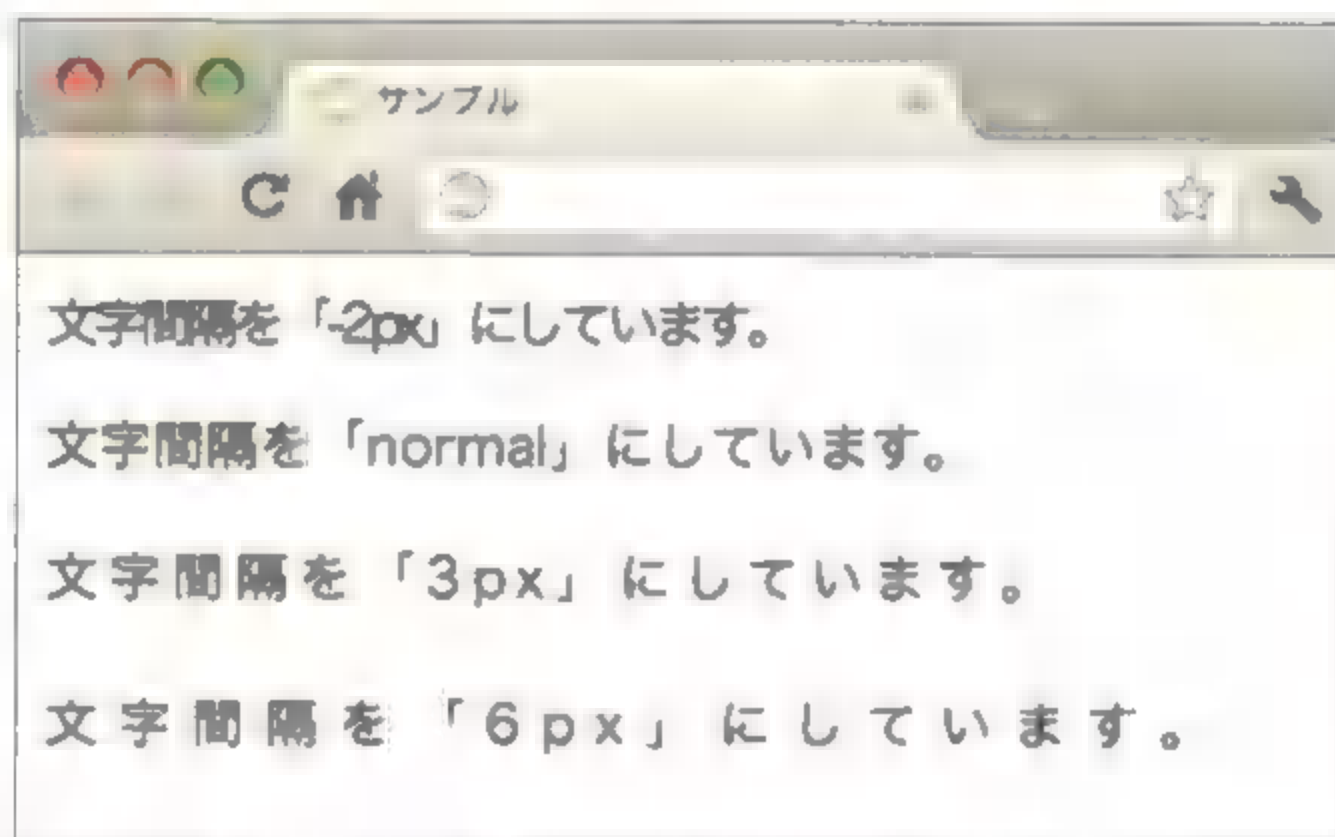 サンプル
文字間隔を「-2px」にしています。
文字間隔を「normal」にしています。
文字間隔を「3px」にしています。
文字間隔を「6px」にしています。